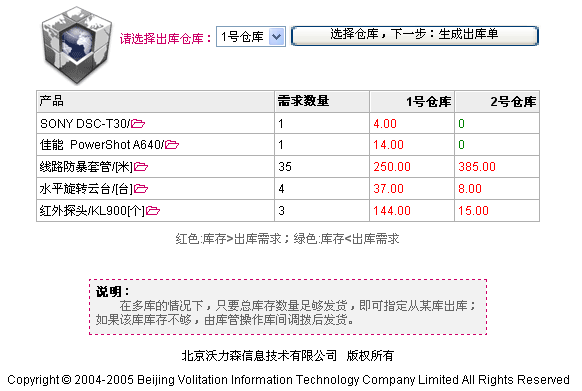 请选择出库仓库： 1号仓库 选择仓库，下一步：生成出库单
产品 需求数量 1号仓库 2号仓库
SONY DSC-T30/ 1 4.00 0
佳能 PowerShot A640/ 1 14.00 0
线路防暴套管/[米] 35 250.00 385.00
水平旋转云台/[台] 4 37.00 8.00
红外探头/KL900[个] 3 144.00 15.00
红色:库存>出库需求；绿色:库存<出库需求
说明：
在多库的情况下，只要总库存数量足够发货，即可指定从某库出库；
如果该库库存不够，由库管操作库间调拨后发货。
北京沃力森信息技术有限公司 版权所有
Copyright © 2004-2005 Beijing Volitation Information Technology Company Limited All Rights Reserved